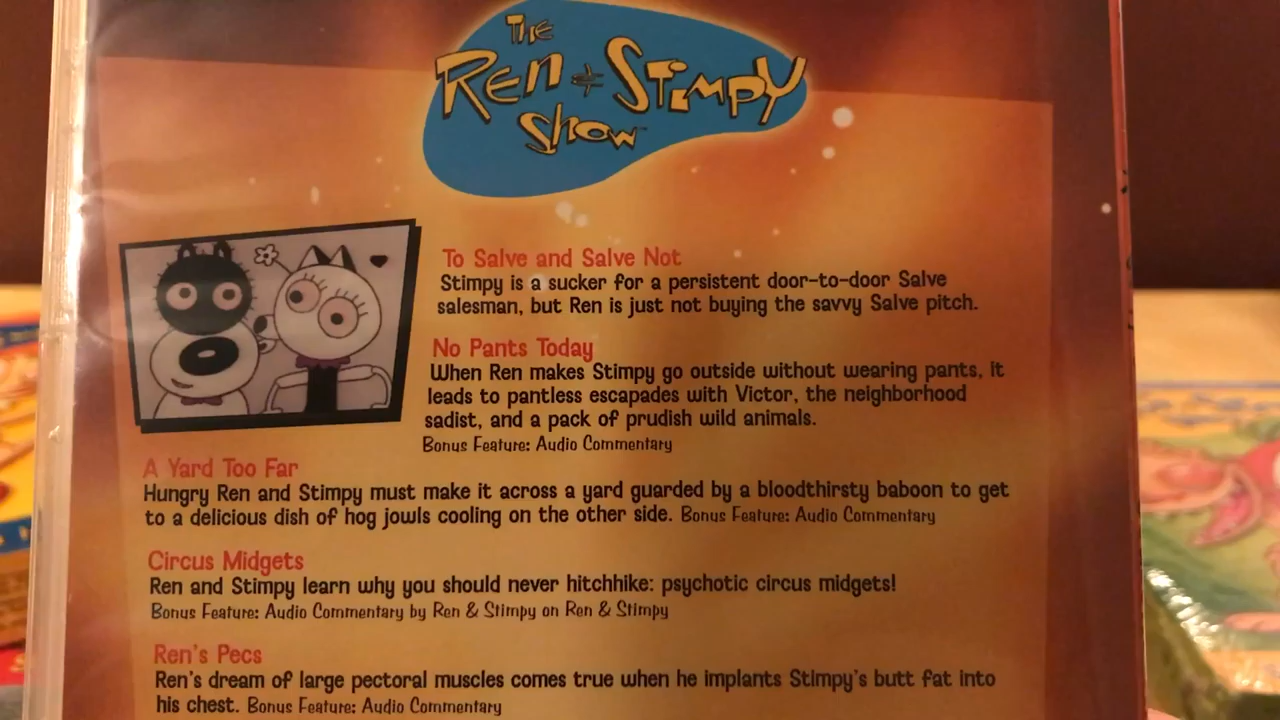 The
Ren + Stimpy
Show™
To Salve and Salve Not
Stimpy is a sucker for a persistent door-to-door Salve
salesman, but Ren is just not buying the savvy Salve pitch.
No Pants Today
When Ren makes Stimpy go outside without wearing pants, it
leads to pantless escapades with Victor, the neighborhood
sadist, and a pack of prudish wild animals.
Bonus Feature: Audio Commentary
A Yard Too Far
Hungry Ren and Stimpy must make it across a yard guarded by a bloodthirsty baboon to get
to a delicious dish of hog jowls cooling on the other side. Bonus Feature: Audio Commentary
Circus Midgets
Ren and Stimpy learn why you should never hitchhike: psychotic circus midgets!
Bonus Feature: Audio Commentary by Ren & Stimpy on Ren & Stimpy
Ren's Pecs
Ren's dream of large pectoral muscles comes true when he implants Stimpy's butt fat into
his chest. Bonus Feature: Audio Commentary